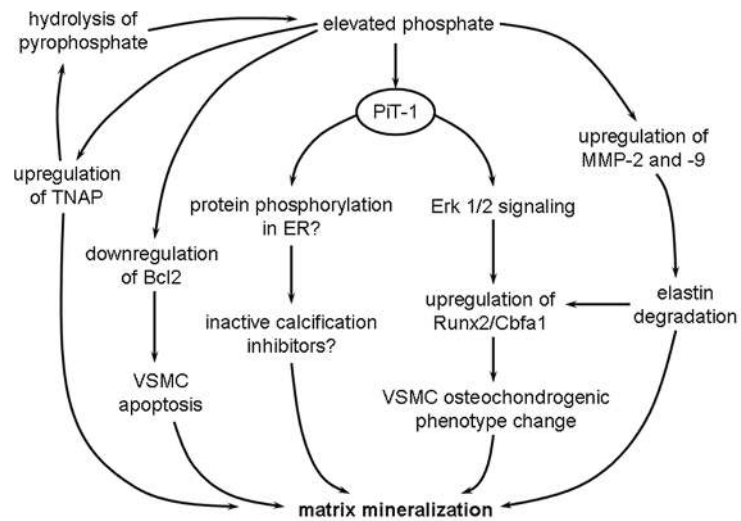 hydrolysis of
pyrophosphate
elevated phosphate
PiT-1
upregulation of
MMP-2 and -9
upregulation
of TNAP
protein phosphorylation
in ER?
Erk 1/2 signaling
downregulation
of Bcl2
inactive calcification
inhibitors?
upregulation of
Runx2/Cbfa1
elastin
degradation
VSMC
apoptosis
VSMC osteochondrogenic
phenotype change
matrix mineralization